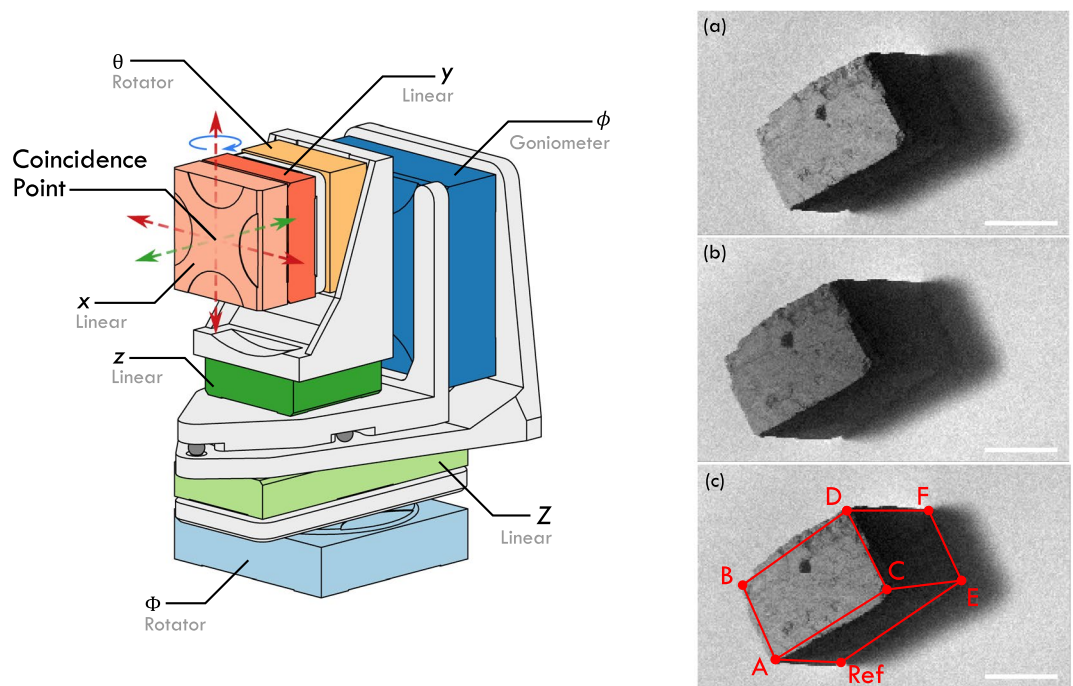 θ
Rotator
y
Linear
ϕ
Goniometer
Coincidence
Point
x
Linear
z
Linear
Z
Linear
Φ
Rotator
(a)
(b)
(c)
D
F
B
C
E
A
Ref